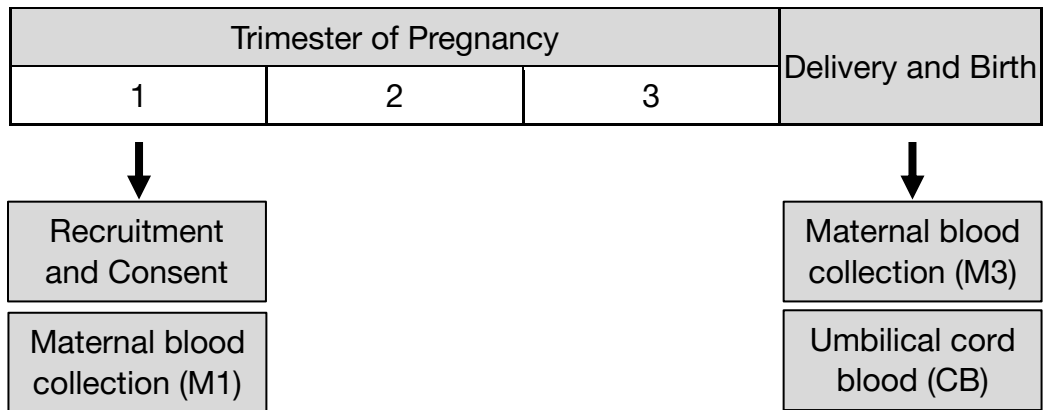 Trimester of Pregnancy
Delivery and Birth
1 2 3
Recruitment
and Consent
Maternal blood
collection (M1)
Maternal blood
collection (M3)
Umbilical cord
blood (CB)